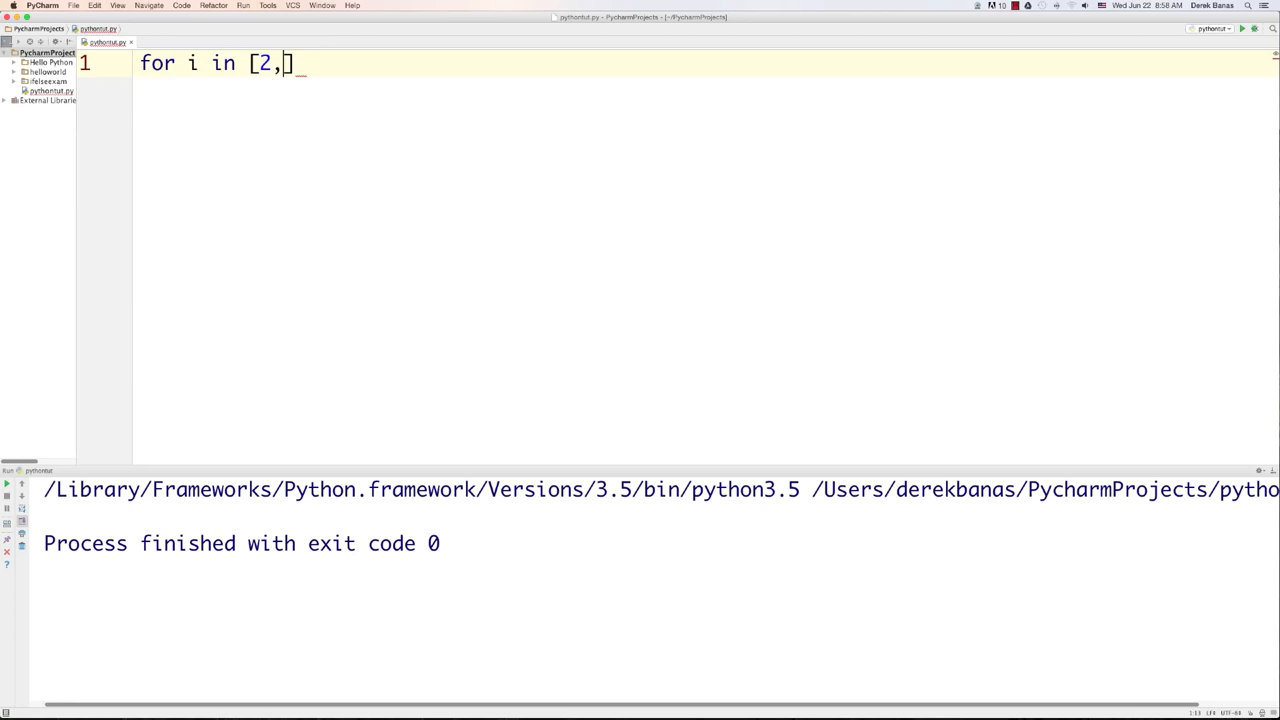 PyCharm File Edit View Navigate Code Refactor Run Tools VCS Window Help 10 Wed Jun 22 8:58 AM Derek Banas
pythontut.py - PycharmProjects - [~/PycharmProjects]
PycharmProjects pythontut.py pythontut
pythontut.py
PycharmProject
Hello Python
helloworld
ifelseexam
pythontut.py
External Librarie
1 for i in [2,]
Run pythontut
/Library/Frameworks/Python.framework/Versions/3.5/bin/python3.5 /Users/derekbanas/PycharmProjects/pytho
Process finished with exit code 0
1:13 LF UTF-8